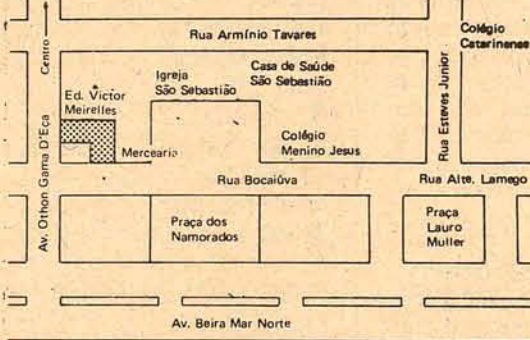 Rua Armínio Tavares
Colégio
Catarinense
Centro
Casa de Saúde
São Sebastião
Igreja
São Sebastião
Ed. Victor
Meirelles
Rua Esteves Junior
Colégio
Menino Jesus
Mercearia
Av. Othon Gama D'Eça
Rua Bocaiúva
Rua Alte. Lamego
Praça dos
Namorados
Praça
Lauro
Muller
Av. Beira Mar Norte